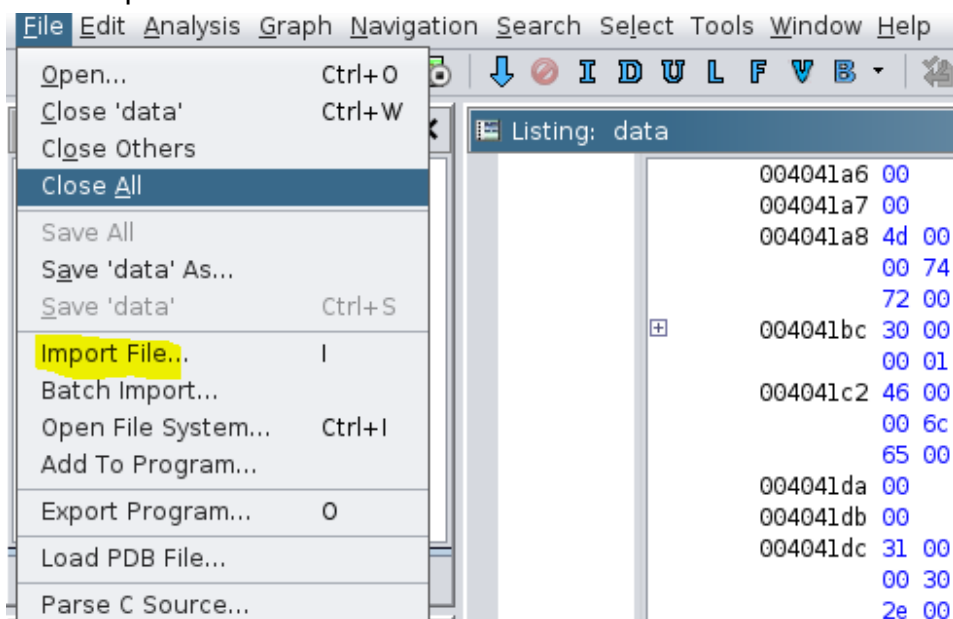 File Edit Analysis Graph Navigation Search Select Tools Window Help
Open... Ctrl+O
I D U L F V B
Close 'data' Ctrl+W
Close Others
Close All
Save All
Save 'data' As...
Save 'data' Ctrl+S
Import File... I
Batch Import...
Open File System... Ctrl+I
Add To Program...
Export Program... O
Load PDB File...
Parse C Source...
Listing: data
004041a6 00
004041a7 00
004041a8 4d 00
00 74
72 00
004041bc 30 00
00 01
004041c2 46 00
00 6c
65 00
004041da 00
004041db 00
004041dc 31 00
00 30
2e 00